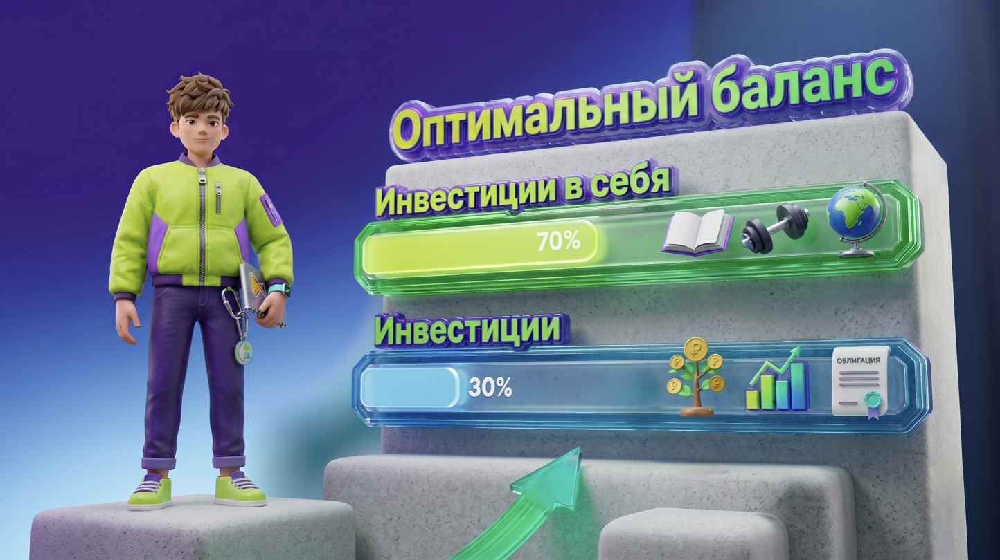 Оптимальный баланс
Инвестиции в себя
70%
Инвестиции
30%
ОБЛИГАЦИЯ